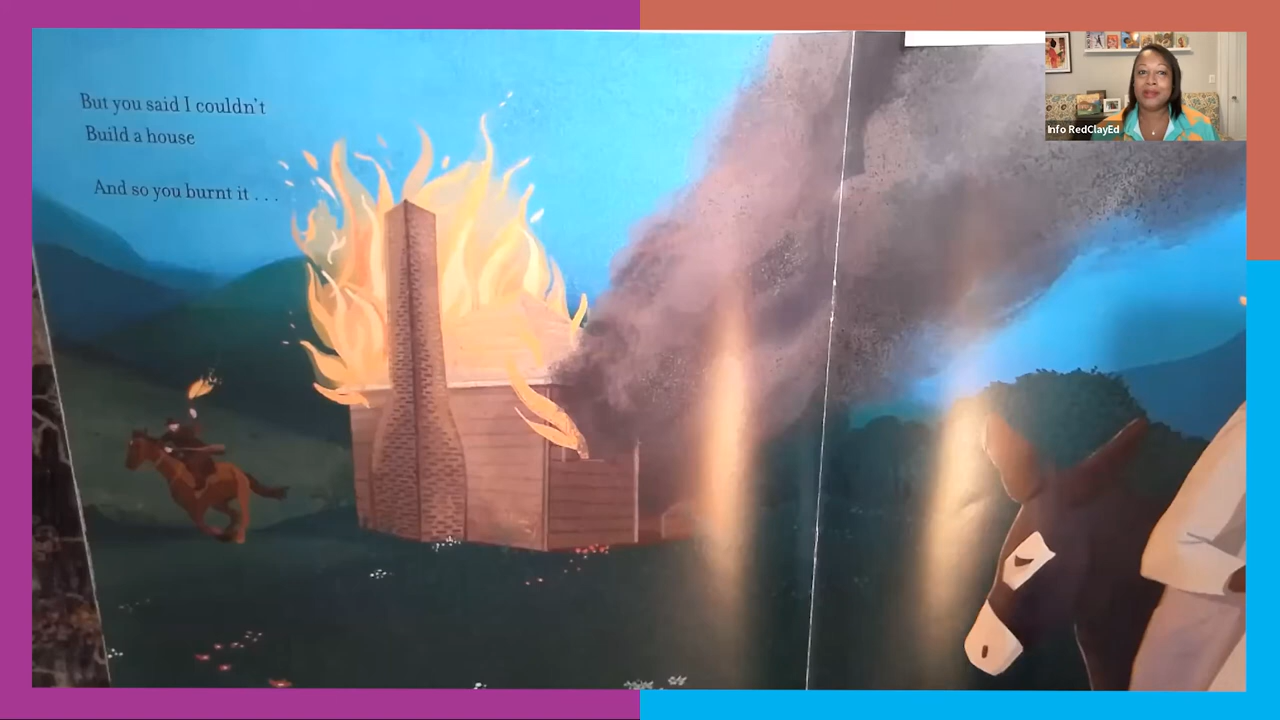 But you said I couldn't
Build a house
And so you burnt it . . .
Info RedClayEd